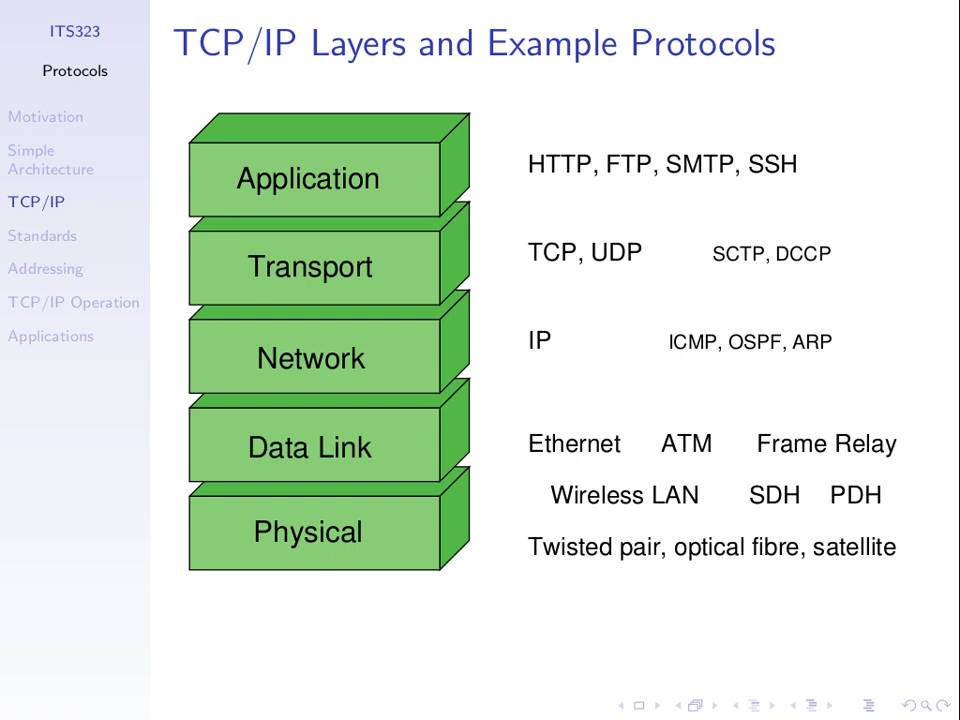 ITS323
Protocols
Motivation
Simple
Architecture
TCP/IP
Standards
Addressing
TCP/IP Operation
Applications
TCP/IP Layers and Example Protocols
Application
HTTP, FTP, SMTP, SSH
Transport
TCP, UDP SCTP, DCCP
Network
IP ICMP, OSPF, ARP
Data Link
Ethernet ATM Frame Relay
Wireless LAN SDH PDH
Physical
Twisted pair, optical fibre, satellite